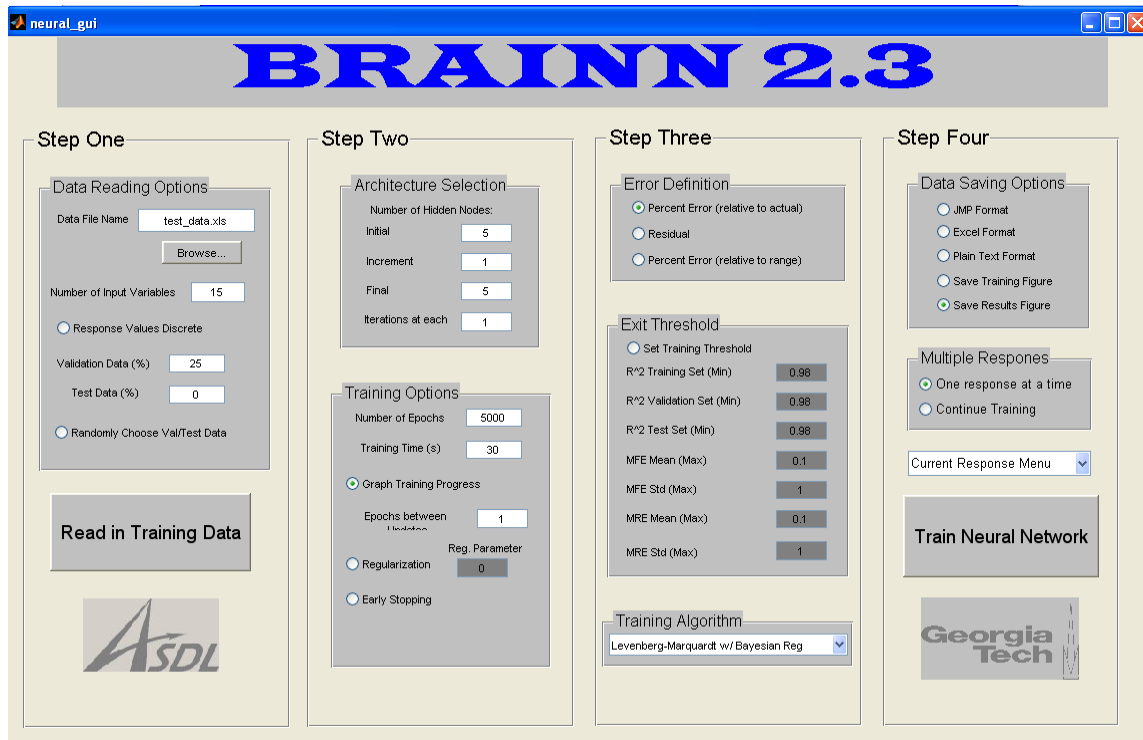 neural_gui
BRAINN 2.3
Step One
Data Reading Options
Data File Name test_data.xls
Browse...
Number of Input Variables 15
Response Values Discrete
Validation Data (%) 25
Test Data (%) 0
Randomly Choose Val/Test Data
Read in Training Data
ASDL
Step Two
Architecture Selection
Number of Hidden Nodes:
Initial 5
Increment 1
Final 5
Iterations at each 1
Training Options
Number of Epochs 5000
Training Time (s) 30
Graph Training Progress
Epochs between 1
Updates
Reg. Parameter
Regularization 0
Early Stopping
Step Three
Error Definition
Percent Error (relative to actual)
Residual
Percent Error (relative to range)
Exit Threshold
Set Training Threshold
R^2 Training Set (Min) 0.98
R^2 Validation Set (Min) 0.98
R^2 Test Set (Min) 0.98
MFE Mean (Max) 0.1
MFE Std (Max) 1
MRE Mean (Max) 0.1
MRE Std (Max) 1
Training Algorithm
Levenberg-Marquardt w/ Bayesian Reg
Step Four
Data Saving Options
JMP Format
Excel Format
Plain Text Format
Save Training Figure
Save Results Figure
Multiple Respones
One response at a time
Continue Training
Current Response Menu
Train Neural Network
Georgia
Tech